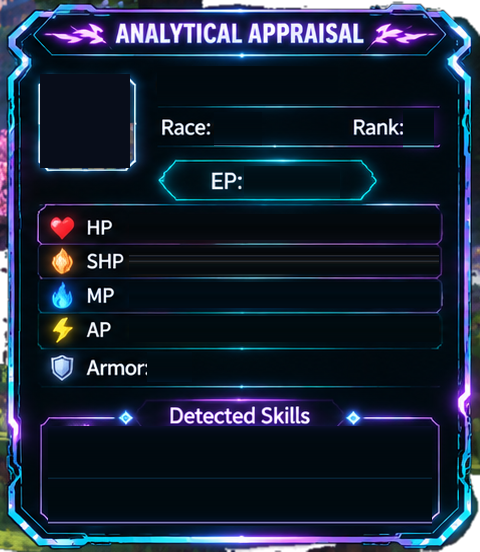 ANALYTICAL APPRAISAL
Race: Rank:
EP:
HP
SHP
MP
AP
Armor:
Detected Skills